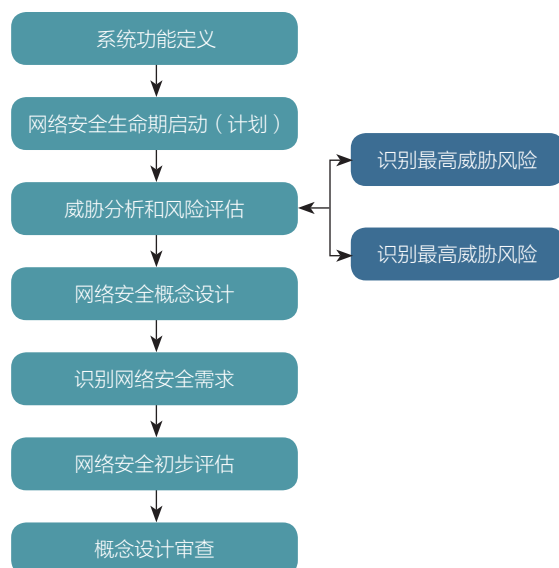 系统功能定义
网络安全生命期启动（计划）
识别最高威胁风险
威胁分析和风险评估
识别最高威胁风险
网络安全概念设计
识别网络安全需求
网络安全初步评估
概念设计审查